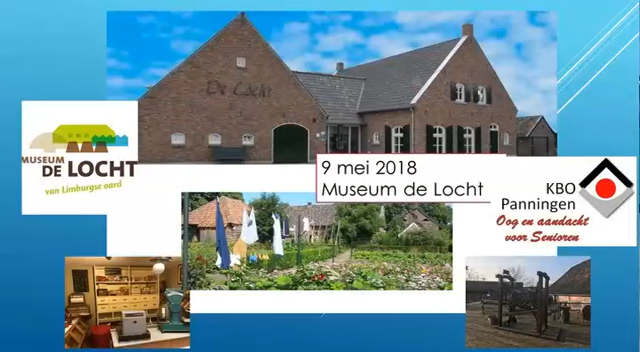 De Locht
MUSEUM
DE LOCHT
van Limburgse aard
9 mei 2018
Museum de Locht
KBO
Panningen
Oog en aandacht
voor Senioren